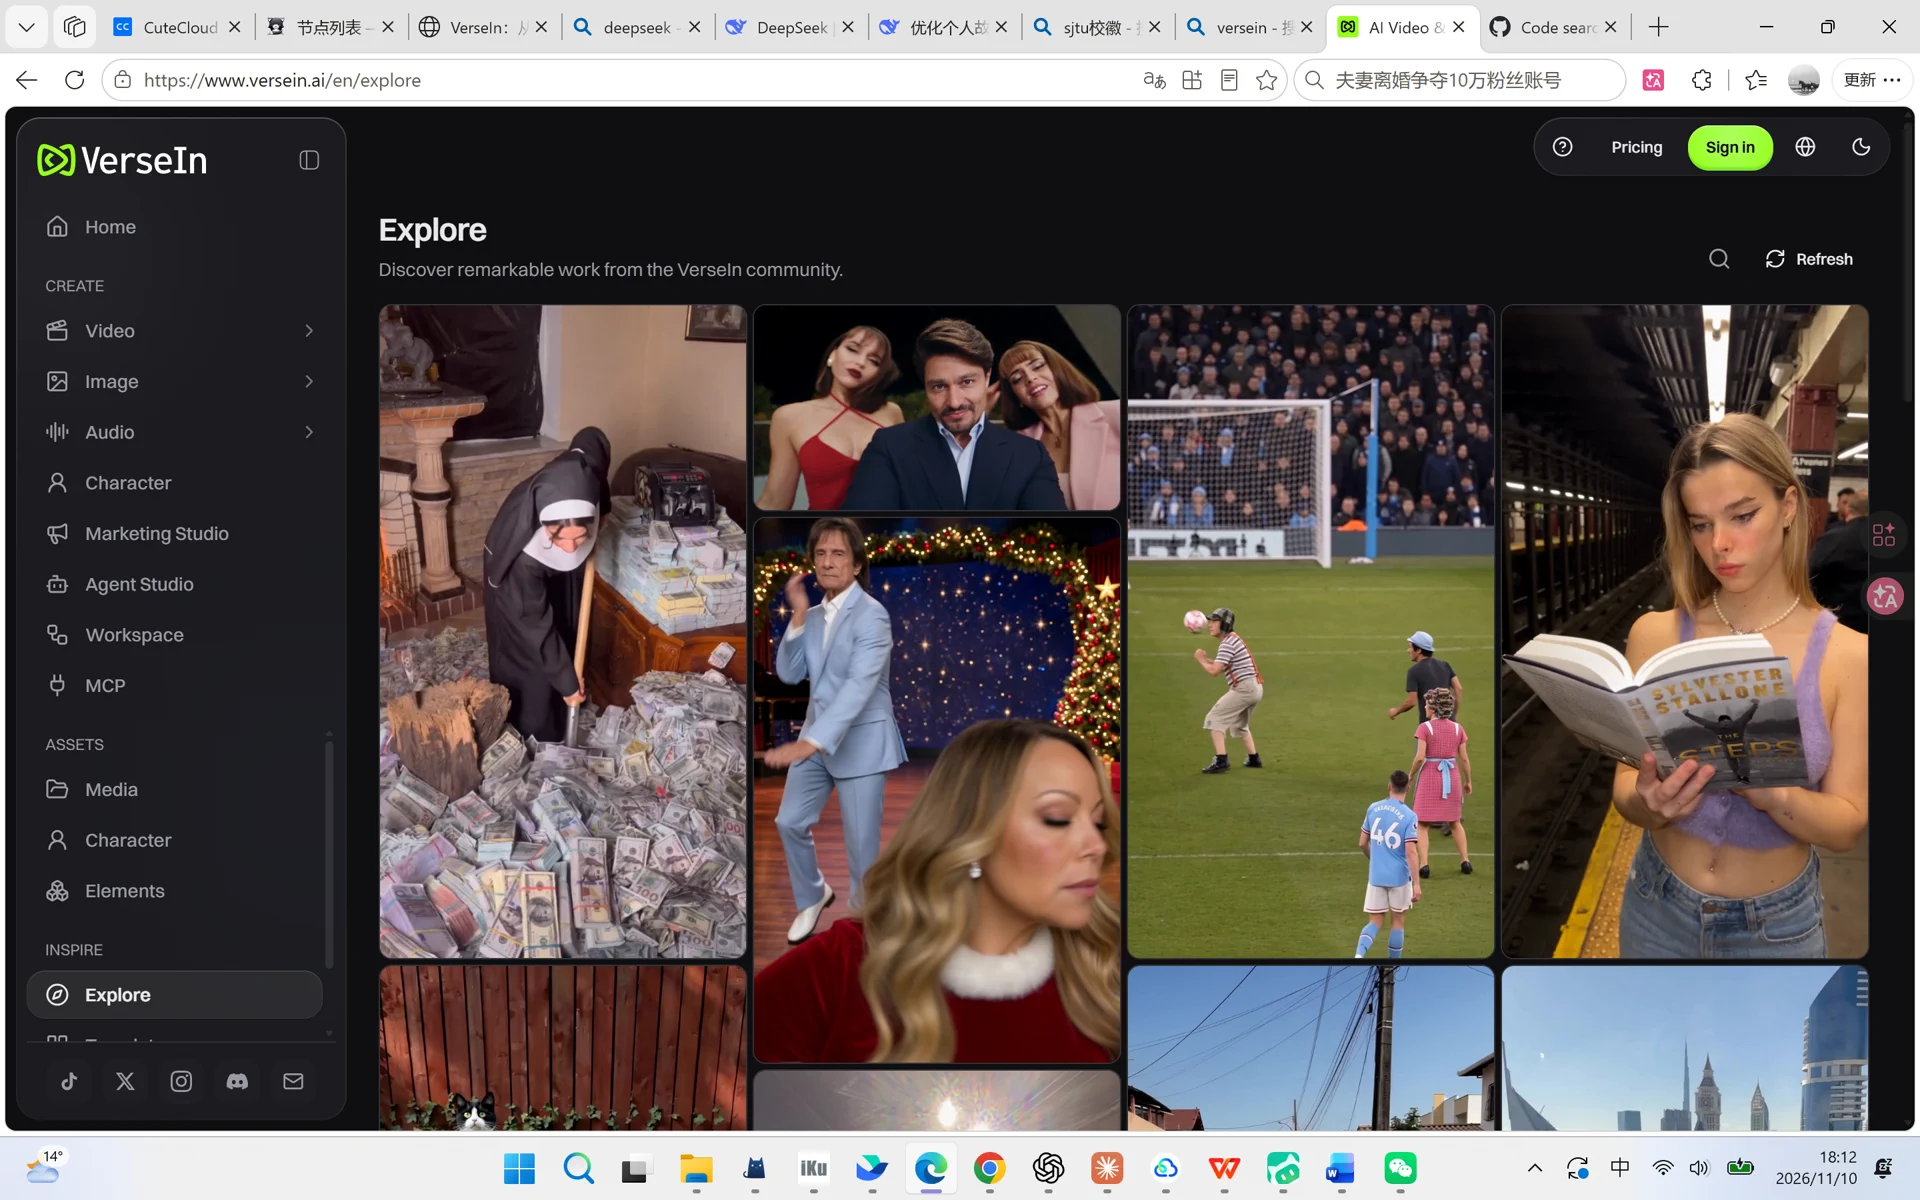 CuteCloud
节点列表 -
VerseIn：
deepseek -
DeepSeek
优化个人故
sjtu校徽 -
versein -
AI Video &
Code searc
https://www.versein.ai/en/explore
夫妻离婚争夺10万粉丝账号
更新
VerseIn
Pricing
Sign in
Home
Explore
Discover remarkable work from the VerseIn community.
Refresh
CREATE
Video
Image
Audio
Character
Marketing Studio
Agent Studio
Workspace
MCP
ASSETS
Media
Character
Elements
INSPIRE
Explore
SYLVESTER
STALLONE
THE
STEPS
46
14°
iKu
中
18:12
2026/11/10